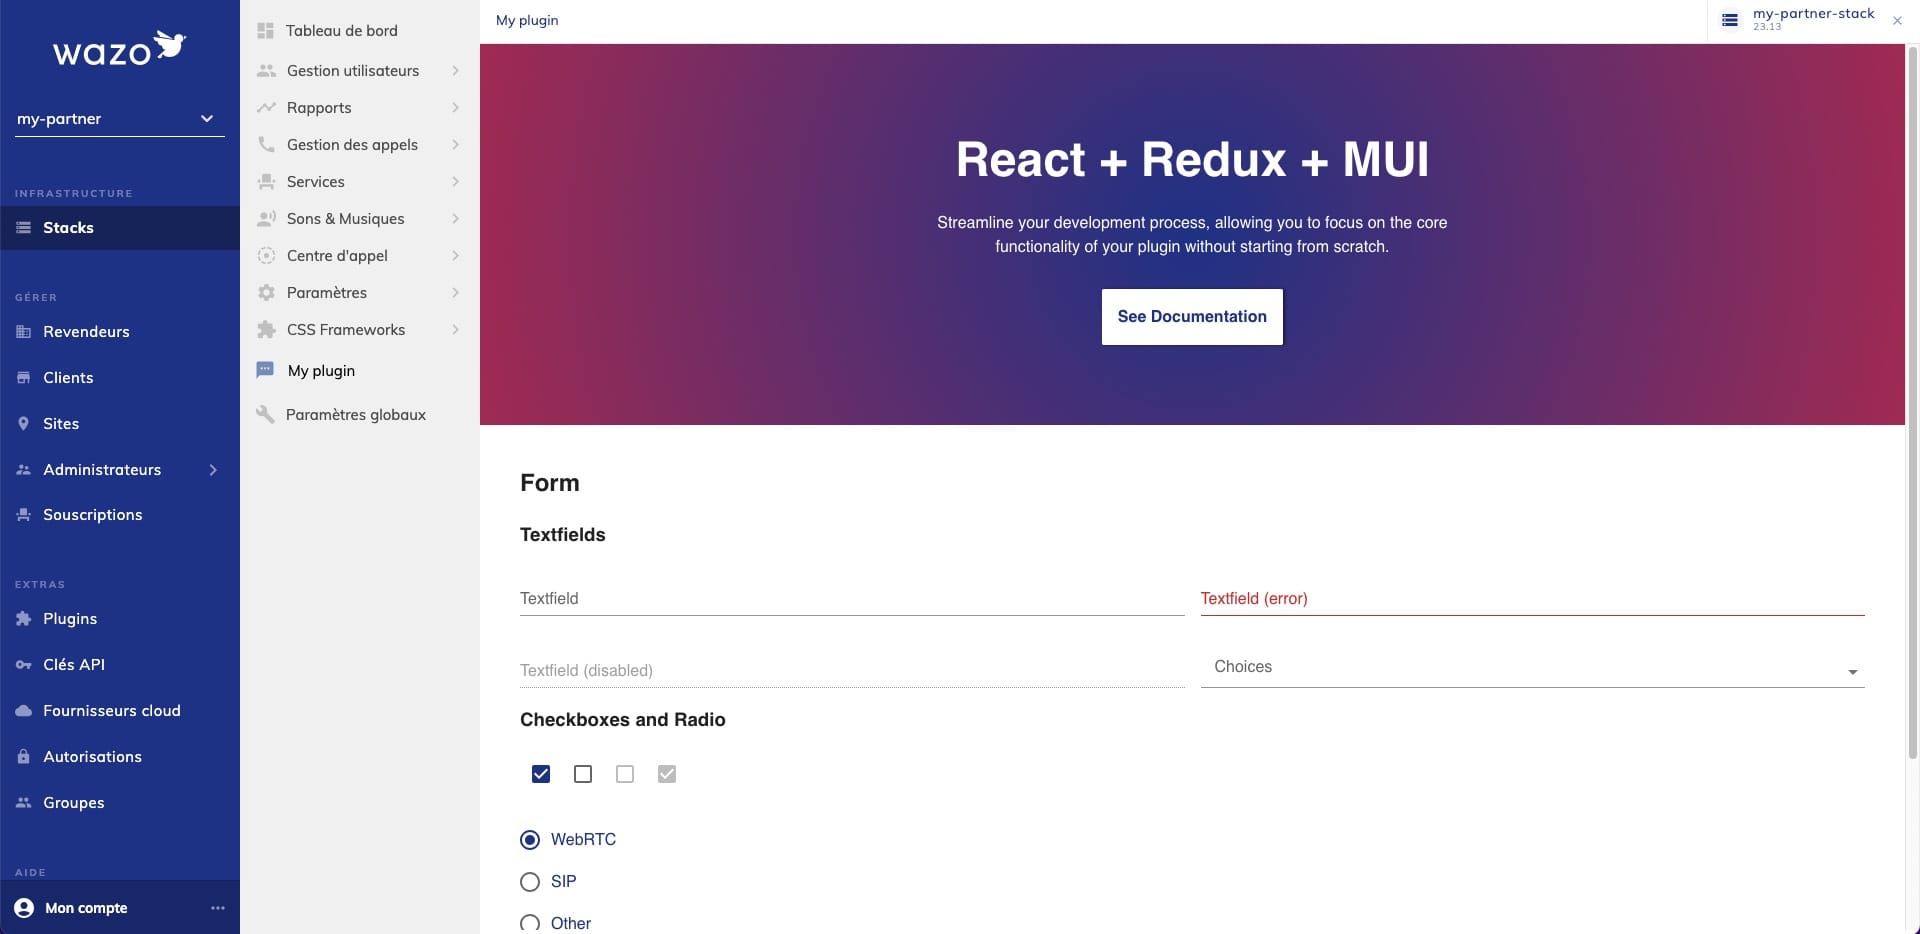 wazo
my-partner
INFRASTRUCTURE
Stacks
GÉRER
Revendeurs
Clients
Sites
Administrateurs
Souscriptions
EXTRAS
Plugins
Clés API
Fournisseurs cloud
Autorisations
Groupes
AIDE
Mon compte
Tableau de bord
Gestion utilisateurs
Rapports
Gestion des appels
Services
Sons & Musiques
Centre d'appel
Paramètres
CSS Frameworks
My plugin
Paramètres globaux
My plugin
my-partner-stack
23.13
React + Redux + MUI
Streamline your development process, allowing you to focus on the core
functionality of your plugin without starting from scratch.
See Documentation
Form
Textfields
Textfield
Textfield (error)
Textfield (disabled)
Choices
Checkboxes and Radio
WebRTC
SIP
Other